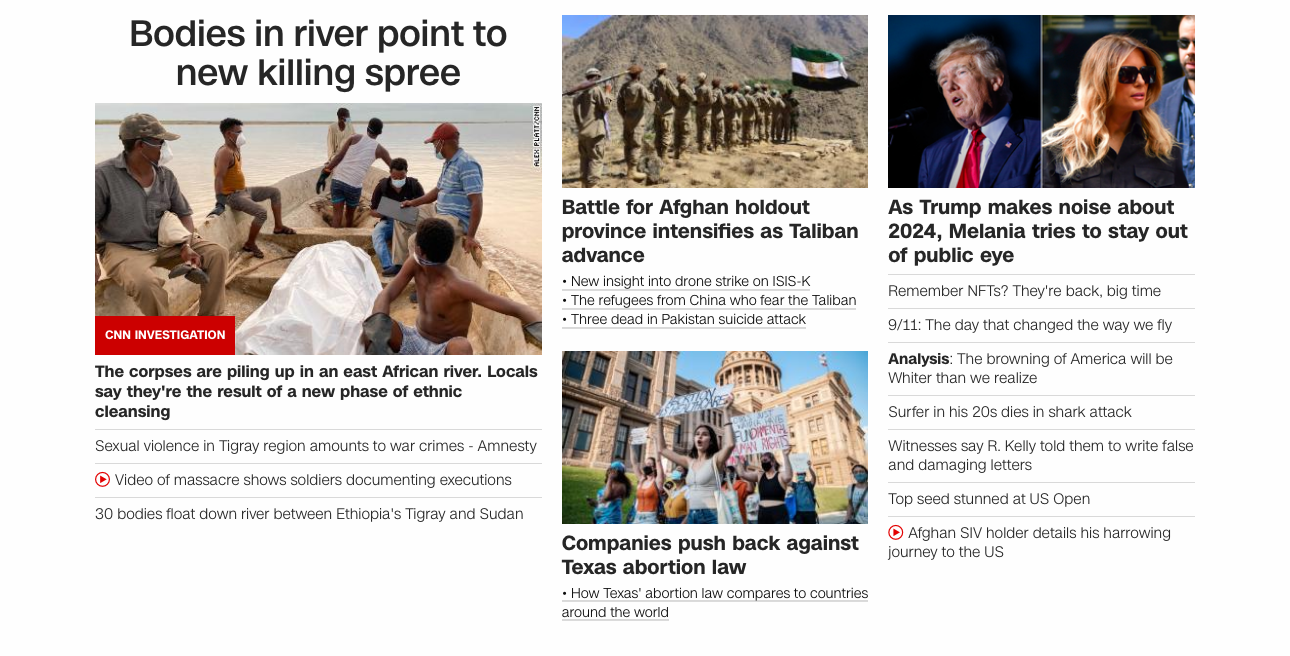 Bodies in river point to
new killing spree
ALEX PLATT/CNN
CNN INVESTIGATION
The corpses are piling up in an east African river. Locals
say they're the result of a new phase of ethnic
cleansing
Sexual violence in Tigray region amounts to war crimes - Amnesty
Video of massacre shows soldiers documenting executions
30 bodies float down river between Ethiopia's Tigray and Sudan
Battle for Afghan holdout
province intensifies as Taliban
advance
• New insight into drone strike on ISIS-K
• The refugees from China who fear the Taliban
• Three dead in Pakistan suicide attack
FUNDAMENTAL
HUMAN RIGHTS
Companies push back against
Texas abortion law
• How Texas' abortion law compares to countries
around the world
As Trump makes noise about
2024, Melania tries to stay out
of public eye
Remember NFTs? They're back, big time
9/11: The day that changed the way we fly
Analysis: The browning of America will be
Whiter than we realize
Surfer in his 20s dies in shark attack
Witnesses say R. Kelly told them to write false
and damaging letters
Top seed stunned at US Open
Afghan SIV holder details his harrowing
journey to the US